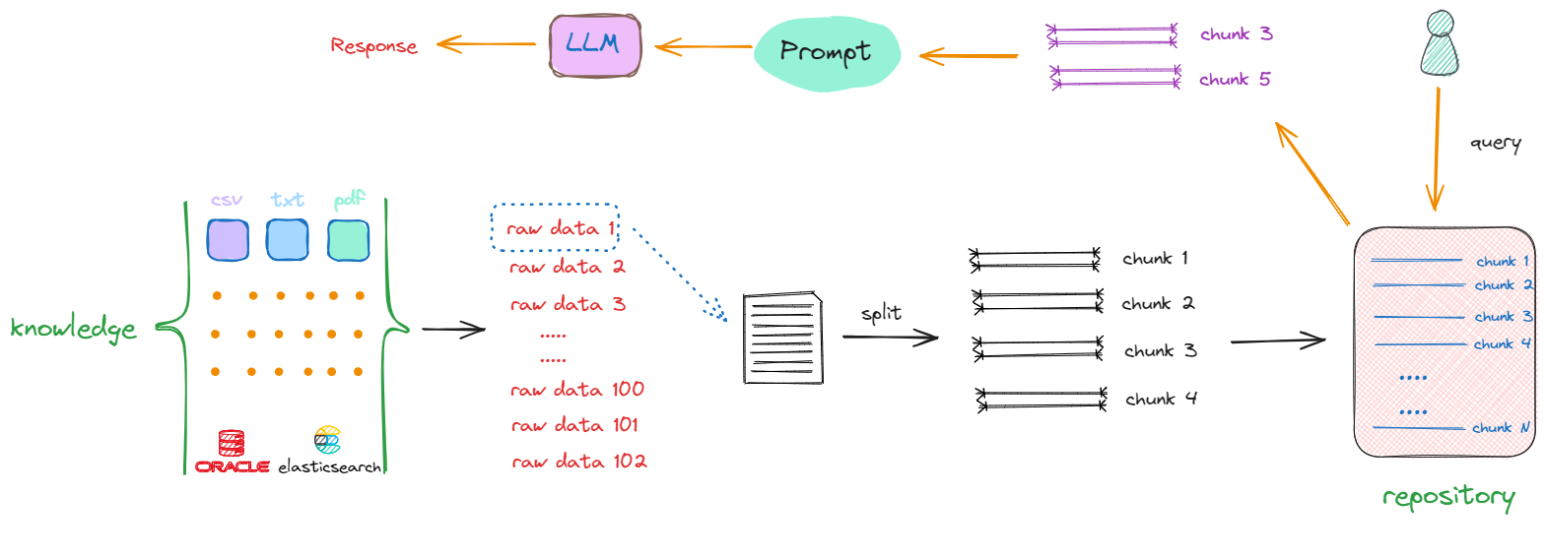 Response
LLM
Prompt
chunk 3
chunk 5
query
knowledge
csv txt pdf
ORACLE elasticsearch
raw data 1
raw data 2
raw data 3
.....
.....
raw data 100
raw data 101
raw data 102
split
chunk 1
chunk 2
chunk 3
chunk 4
chunk 1
chunk 2
chunk 3
chunk 4
....
....
chunk N
repository